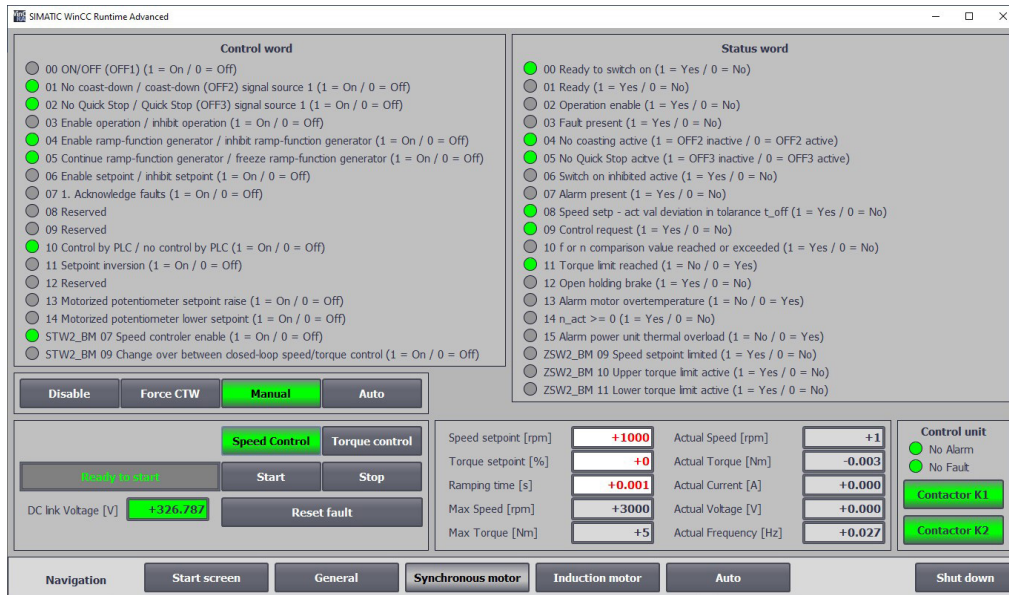 SIMATIC WinCC Runtime Advanced
Control word
00 ON/OFF (OFF1) (1 = On / 0 = Off)
01 No coast-down / coast-down (OFF2) signal source 1 (1 = On / 0 = Off)
02 No Quick Stop / Quick Stop (OFF3) signal source 1 (1 = On / 0 = Off)
03 Enable operation / inhibit operation (1 = On / 0 = Off)
04 Enable ramp-function generator / inhibit ramp-function generator (1 = On / 0 = Off)
05 Continue ramp-function generator / freeze ramp-function generator (1 = On / 0 = Off)
06 Enable setpoint / inhibit setpoint (1 = On / 0 = Off)
07 1. Acknowledge faults (1 = On / 0 = Off)
08 Reserved
09 Reserved
10 Control by PLC / no control by PLC (1 = On / 0 = Off)
11 Setpoint inversion (1 = On / 0 = Off)
12 Reserved
13 Motorized potentiometer setpoint raise (1 = On / 0 = Off)
14 Motorized potentiometer lower setpoint (1 = On / 0 = Off)
STW2_BM 07 Speed controler enable (1 = On / 0 = Off)
STW2_BM 09 Change over between closed-loop speed/torque control (1 = On / 0 = Off)
Status word
00 Ready to switch on (1 = Yes / 0 = No)
01 Ready (1 = Yes / 0 = No)
02 Operation enable (1 = Yes / 0 = No)
03 Fault present (1 = Yes / 0 = No)
04 No coasting active (1 = OFF2 inactive / 0 = OFF2 active)
05 No Quick Stop actve (1 = OFF3 inactive / 0 = OFF3 active)
06 Switch on inhibited active (1 = Yes / 0 = No)
07 Alarm present (1 = Yes / 0 = No)
08 Speed setp - act val deviation in tolarance t_off (1 = Yes / 0 = No)
09 Control request (1 = Yes / 0 = No)
10 f or n comparison value reached or exceeded (1 = Yes / 0 = No)
11 Torque limit reached (1 = No / 0 = Yes)
12 Open holding brake (1 = Yes / 0 = No)
13 Alarm motor overtemperature (1 = No / 0 = Yes)
14 n_act >= 0 (1 = Yes / 0 = No)
15 Alarm power unit thermal overload (1 = No / 0 = Yes)
ZSW2_BM 09 Speed setpoint limited (1 = Yes / 0 = No)
ZSW2_BM 10 Upper torque limit active (1 = Yes / 0 = No)
ZSW2_BM 11 Lower torque limit active (1 = Yes / 0 = No)
Disable Force CTW Manual Auto
Speed Control Torque control
Ready to start Start Stop
DC link Voltage [V] +326.787 Reset fault
Speed setpoint [rpm] +1000 Actual Speed [rpm] +1
Torque setpoint [%] +0 Actual Torque [Nm] -0.003
Ramping time [s] +0.001 Actual Current [A] +0.000
Max Speed [rpm] +3000 Actual Voltage [V] +0.000
Max Torque [Nm] +5 Actual Frequency [Hz] +0.027
Control unit
No Alarm
No Fault
Contactor K1
Contactor K2
Navigation Start screen General Synchronous motor Induction motor Auto Shut down